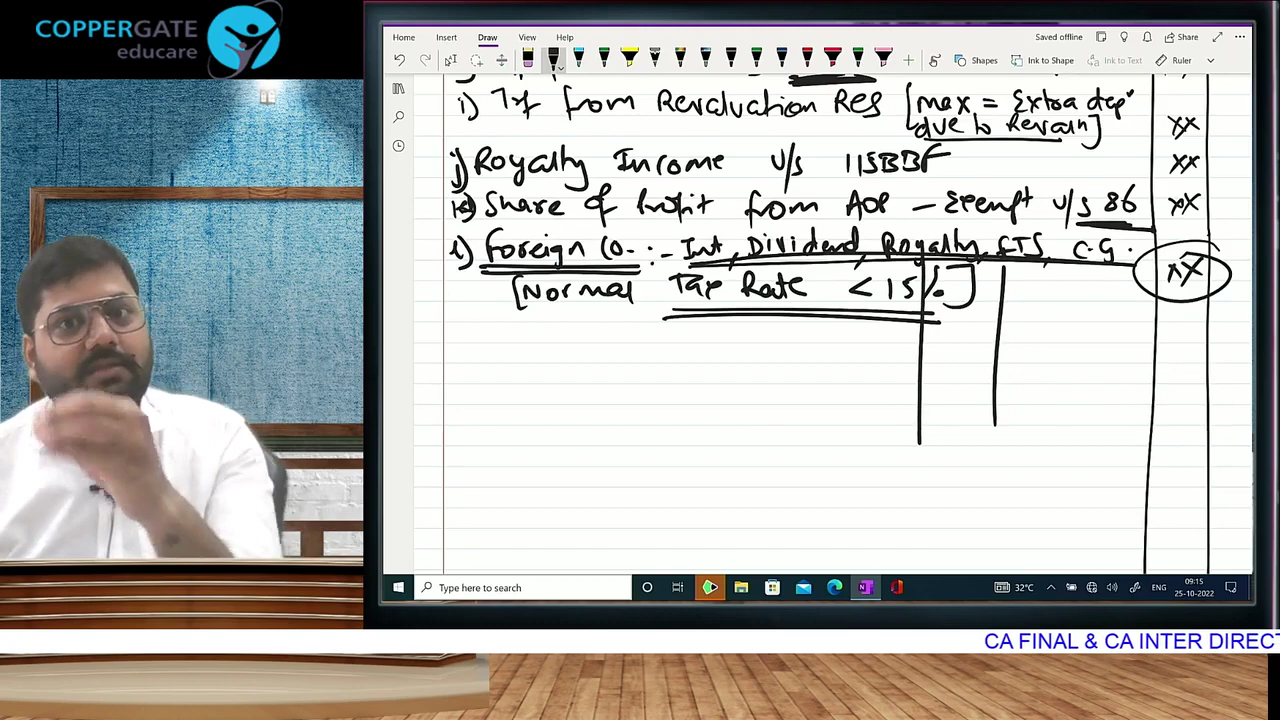 COPPERGATE
educare
Home Insert Draw View Help
Saved offline
Share
Shapes
Ink to Shape
Ink to Text
Ruler
i) Tf from Revaluation Res [max = Extra dep
due to Revaln]
xx
j) Royalty Income u/s 115BBF
xx
k) Share of Profit from AOP - Exempt u/s 86
xx
l) Foreign Co. :- Int, Dividend, Royalty, FTS, C.G.
xx
[Normal Tax Rate < 15%]
Type here to search
32°C
ENG
09:15
25-10-2022
CA FINAL & CA INTER DIRECT